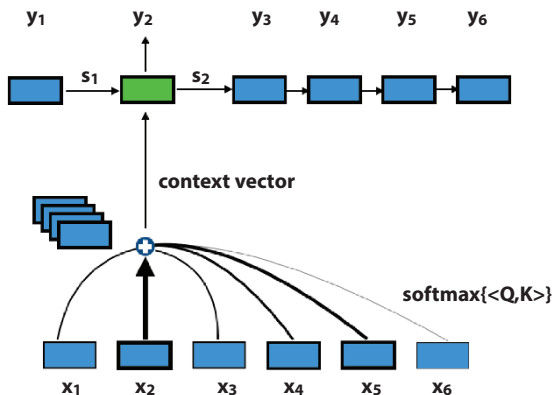 y1 y2 y3 y4 y5 y6
s1 s2
context vector
softmax{<Q,K>}
x1 x2 x3 x4 x5 x6